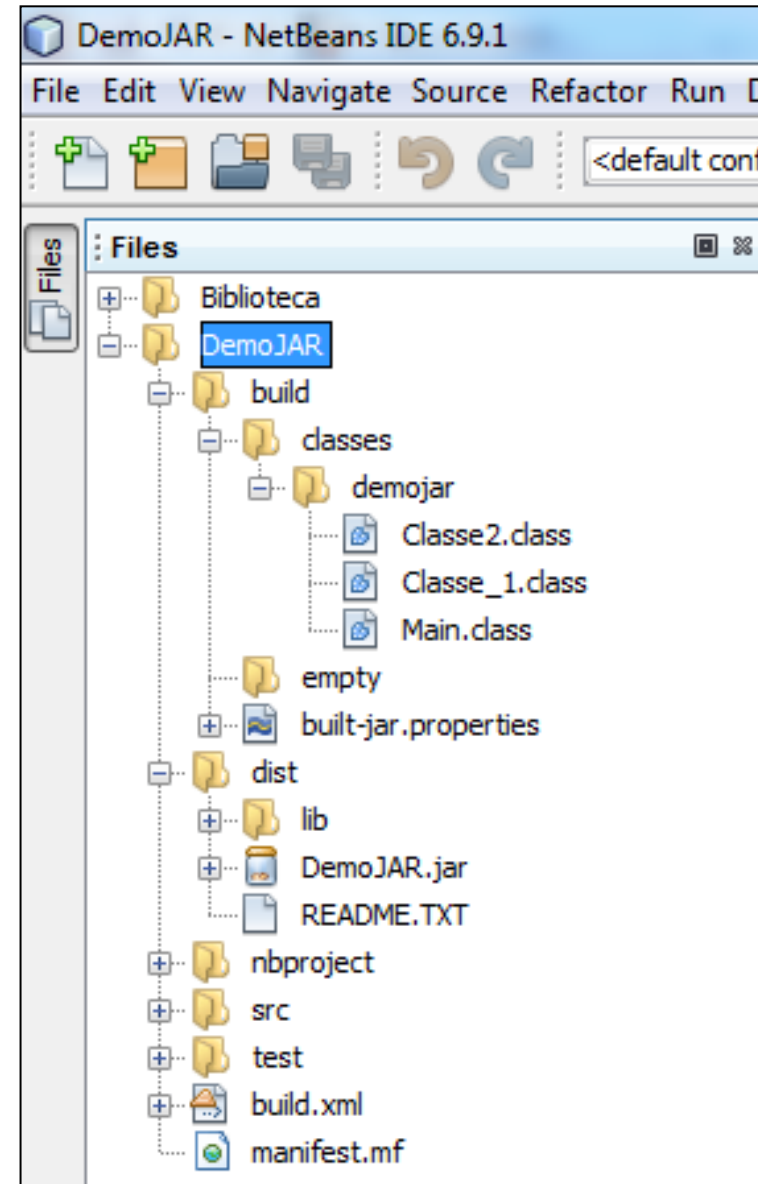 DemoJAR - NetBeans IDE 6.9.1
File Edit View Navigate Source Refactor Run D
<default conf
Files
Files
Biblioteca
DemoJAR
build
classes
demojar
Classe2.class
Classe_1.class
Main.class
empty
built-jar.properties
dist
lib
DemoJAR.jar
README.TXT
nbproject
src
test
build.xml
manifest.mf